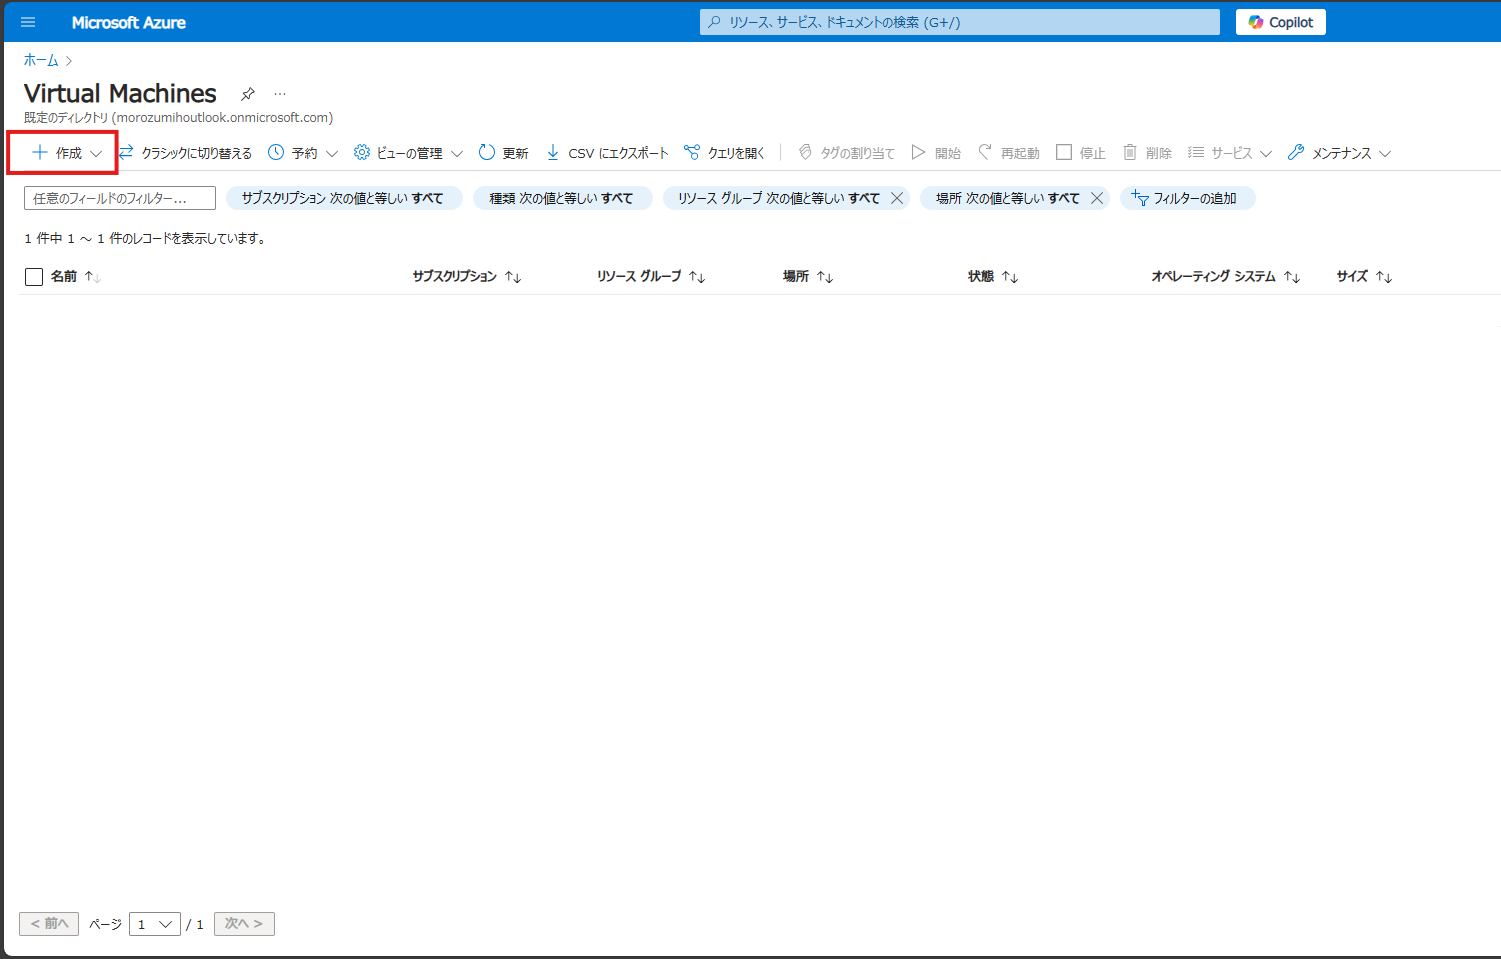 Microsoft Azure
リソース、サービス、ドキュメントの検索 (G+/)
Copilot
ホーム
Virtual Machines
既定のディレクトリ (morozumihoutlook.onmicrosoft.com)
作成 クラシックに切り替える 予約 ビューの管理 更新 CSV にエクスポート クエリを開く タグの割り当て 開始 再起動 停止 削除 サービス メンテナンス
任意のフィールドのフィルター... サブスクリプション 次の値と等しい すべて 種類 次の値と等しい すべて リソース グループ 次の値と等しい すべて 場所 次の値と等しい すべて フィルターの追加
1 件中 1 ～ 1 件のレコードを表示しています。
名前 サブスクリプション リソース グループ 場所 状態 オペレーティング システム サイズ
< 前へ ページ 1 / 1 次へ >